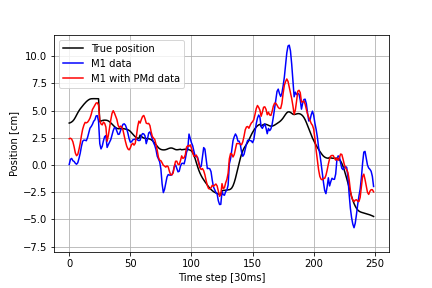 True position
M1 data
M1 with PMd data
10.0
7.5
5.0
2.5
0.0
−2.5
−5.0
−7.5
Position [cm]
0 50 100 150 200 250
Time step [30ms]